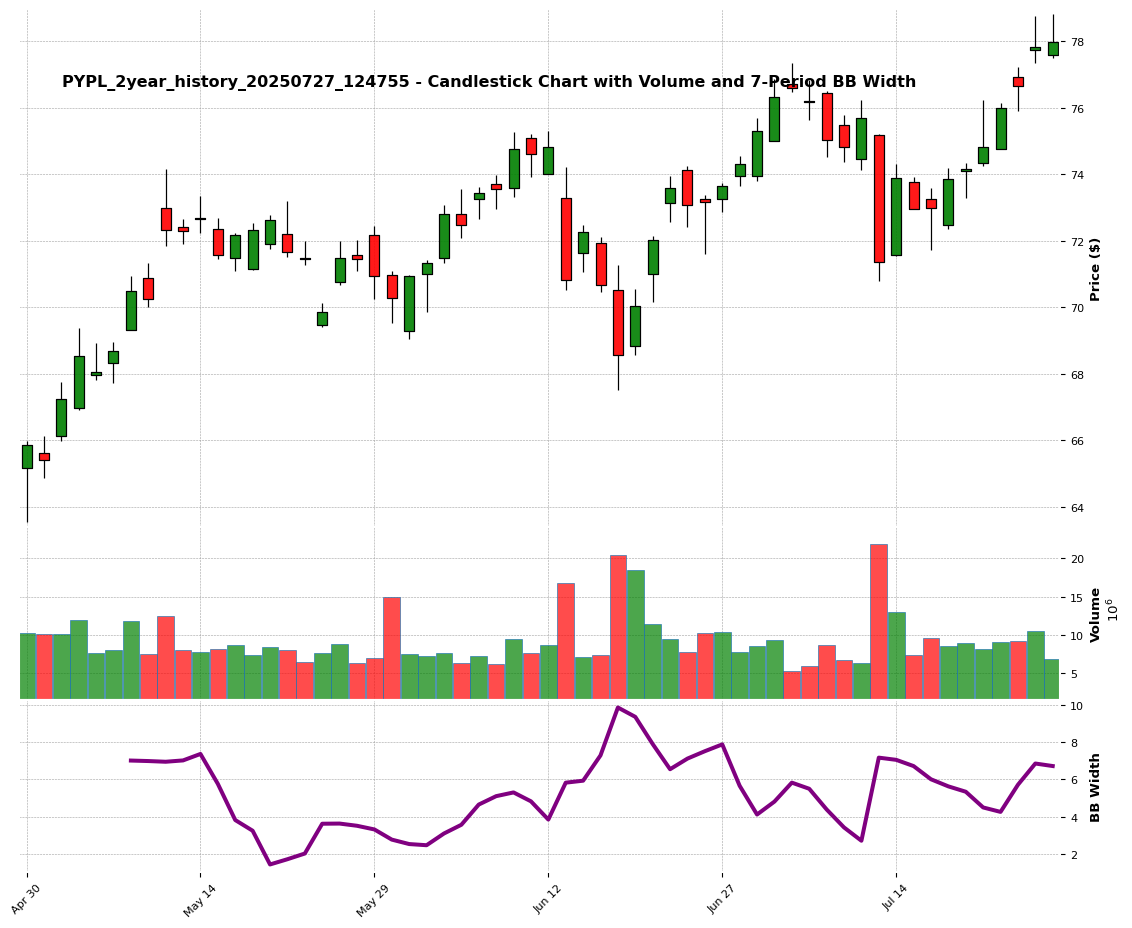 PYPL_2year_history_20250727_124755 - Candlestick Chart with Volume and 7-Period BB Width
78
76
74
72
70
68
66
64
Price ($)
20
15
10
5
Volume
10^6
10
8
6
4
2
BB Width
Apr 30
May 14
May 29
Jun 12
Jun 27
Jul 14